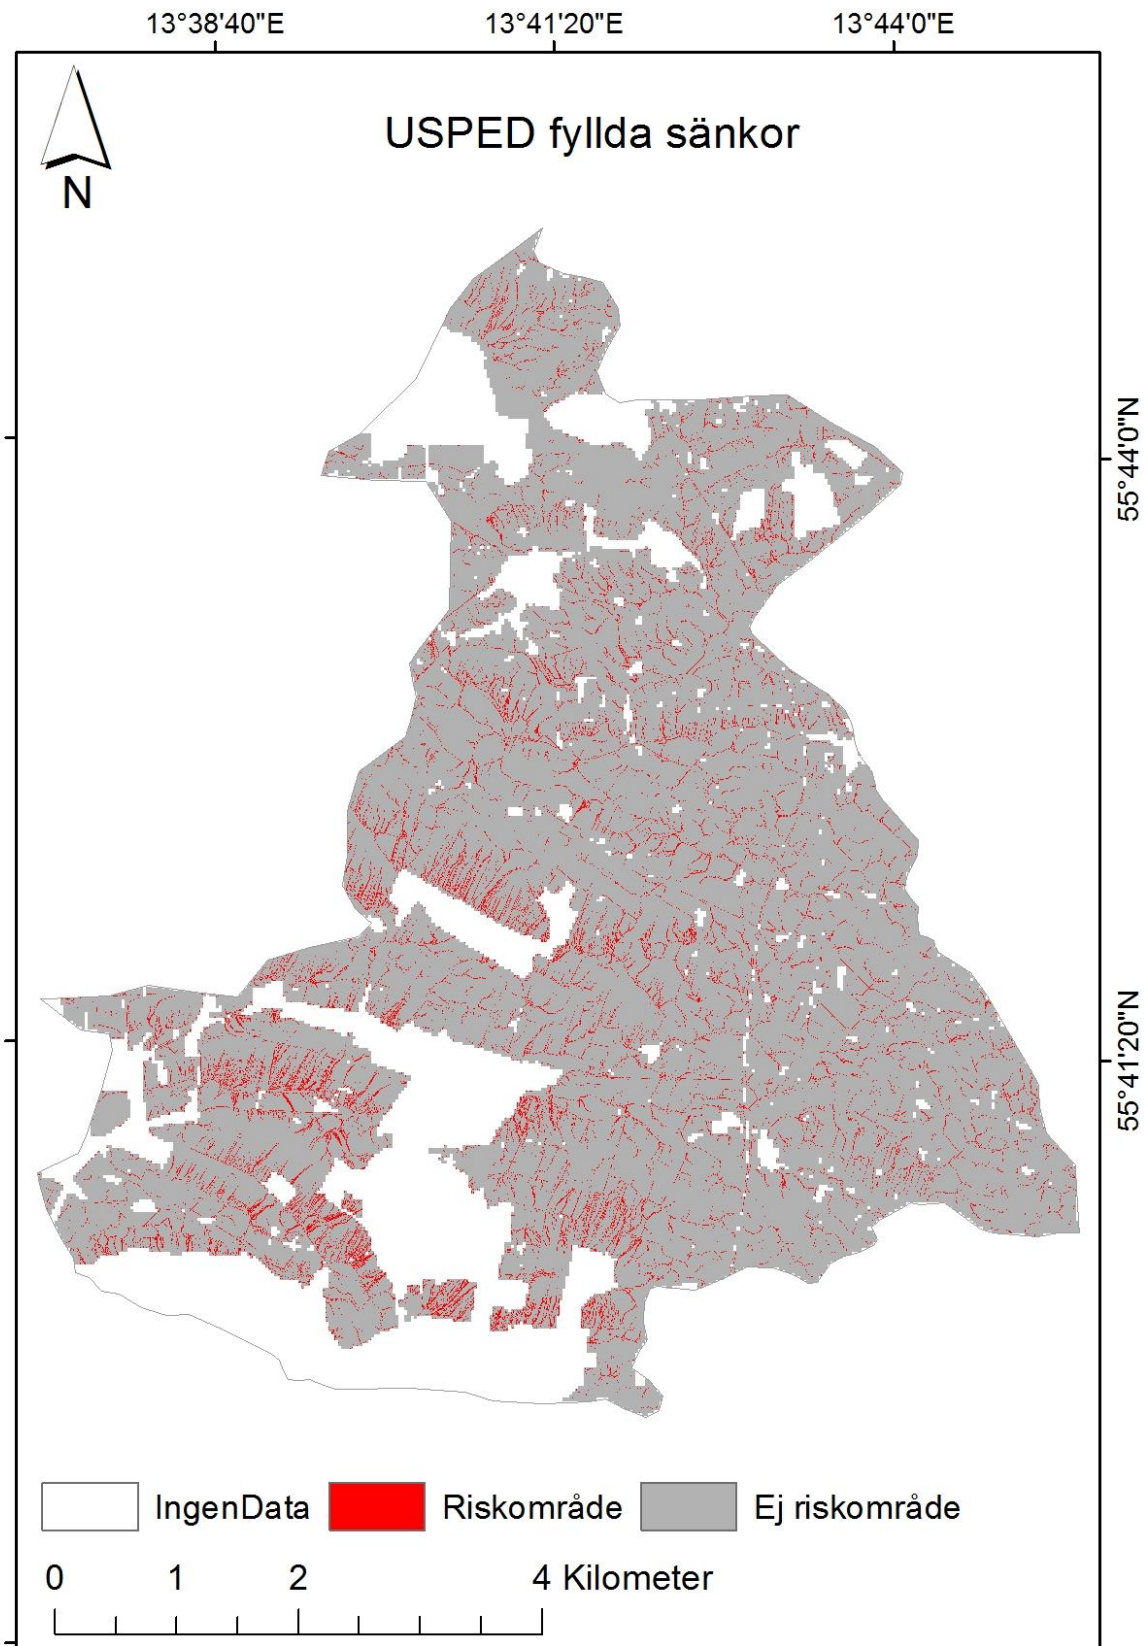 13°38'40"E 13°41'20"E 13°44'0"E
USPED fyllda sänkor
N
55°44'0"N
55°41'20"N
IngenData Riskområde Ej riskområde
0 1 2 4 Kilometer